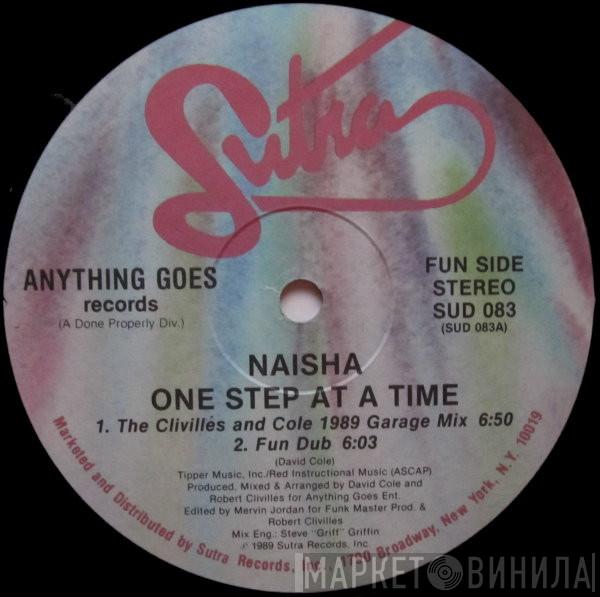 Sutra
ANYTHING GOES
records
(A Done Properly Div.)
FUN SIDE
STEREO
SUD 083
(SUD 083A)
NAISHA
ONE STEP AT A TIME
1. The Clivillés and Cole 1989 Garage Mix 6:50
2. Fun Dub 6:03
(David Cole)
Tipper Music, Inc./Red Instructional Music (ASCAP)
Produced, Mixed & Arranged by David Cole and
Robert Clivilles for Anything Goes Ent.
Edited by Mervin Jordan for Funk Master Prod. &
Robert Clivilles
Mix Eng.: Steve "Griff" Griffin
℗ 1989 Sutra Records, Inc.
Marketed and Distributed by Sutra Records, Inc., 1790 Broadway, New York, N.Y. 10019
МАРКЕТ ВИНИЛА